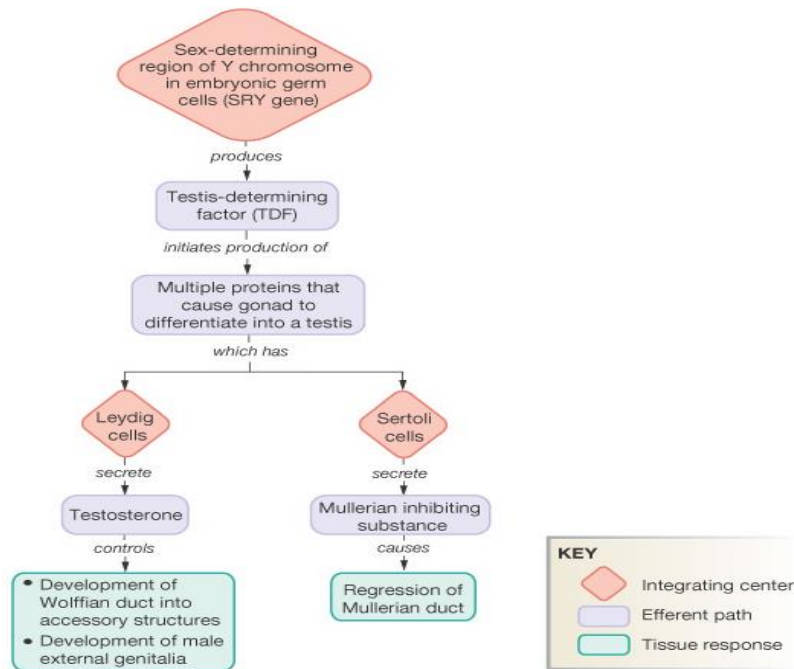 Sex-determining
region of Y chromosome
in embryonic germ
cells (SRY gene)
produces
Testis-determining
factor (TDF)
initiates production of
Multiple proteins that
cause gonad to
differentiate into a testis
which has
Leydig
cells
secrete
Testosterone
controls
• Development of
Wolffian duct into
accessory structures
• Development of male
external genitalia
Sertoli
cells
secrete
Mullerian inhibiting
substance
causes
Regression of
Mullerian duct
KEY
Integrating center
Efferent path
Tissue response